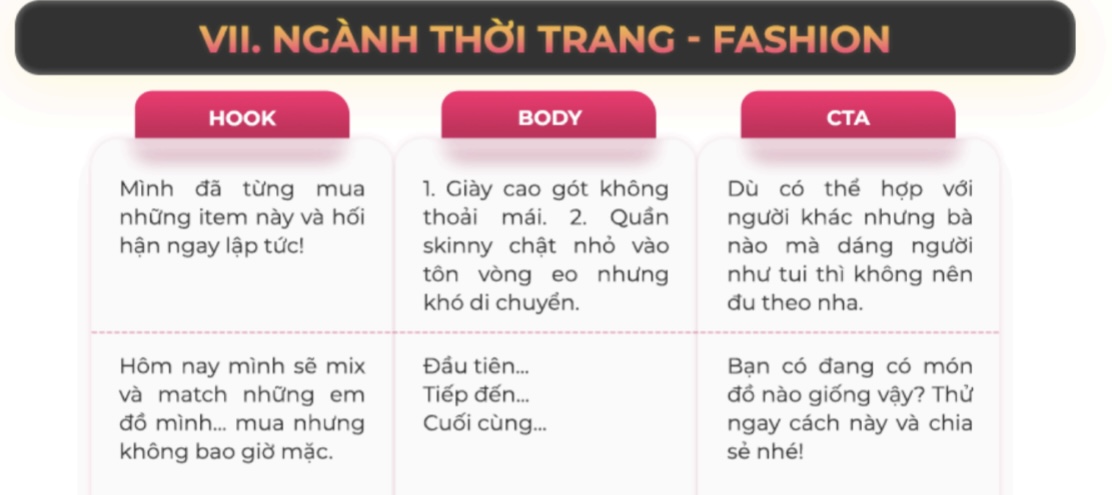 VII. NGÀNH THỜI TRANG - FASHION
HOOK
BODY
CTA
Mình đã từng mua
những item này và hối
hận ngay lập tức!
1. Giày cao gót không
thoải mái. 2. Quần
skinny chật nhỏ vào
tôn vòng eo nhưng
khó di chuyển.
Dù có thể hợp với
người khác nhưng bà
nào mà dáng người
như tui thì không nên
đu theo nha.
Hôm nay mình sẽ mix
và match những em
đồ mình... mua nhưng
không bao giờ mặc.
Đầu tiên...
Tiếp đến...
Cuối cùng...
Bạn có đang có món
đồ nào giống vậy? Thử
ngay cách này và chia
sẻ nhé!